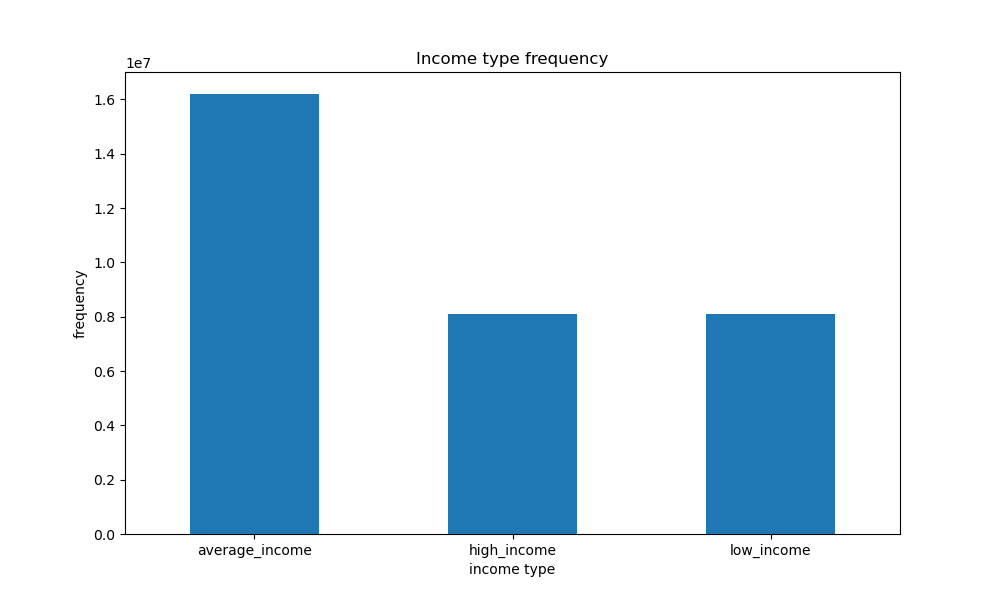 Income type frequency
1e7
1.6
1.4
1.2
1.0
0.8
0.6
0.4
0.2
0.0
frequency
average_income high_income low_income
income type